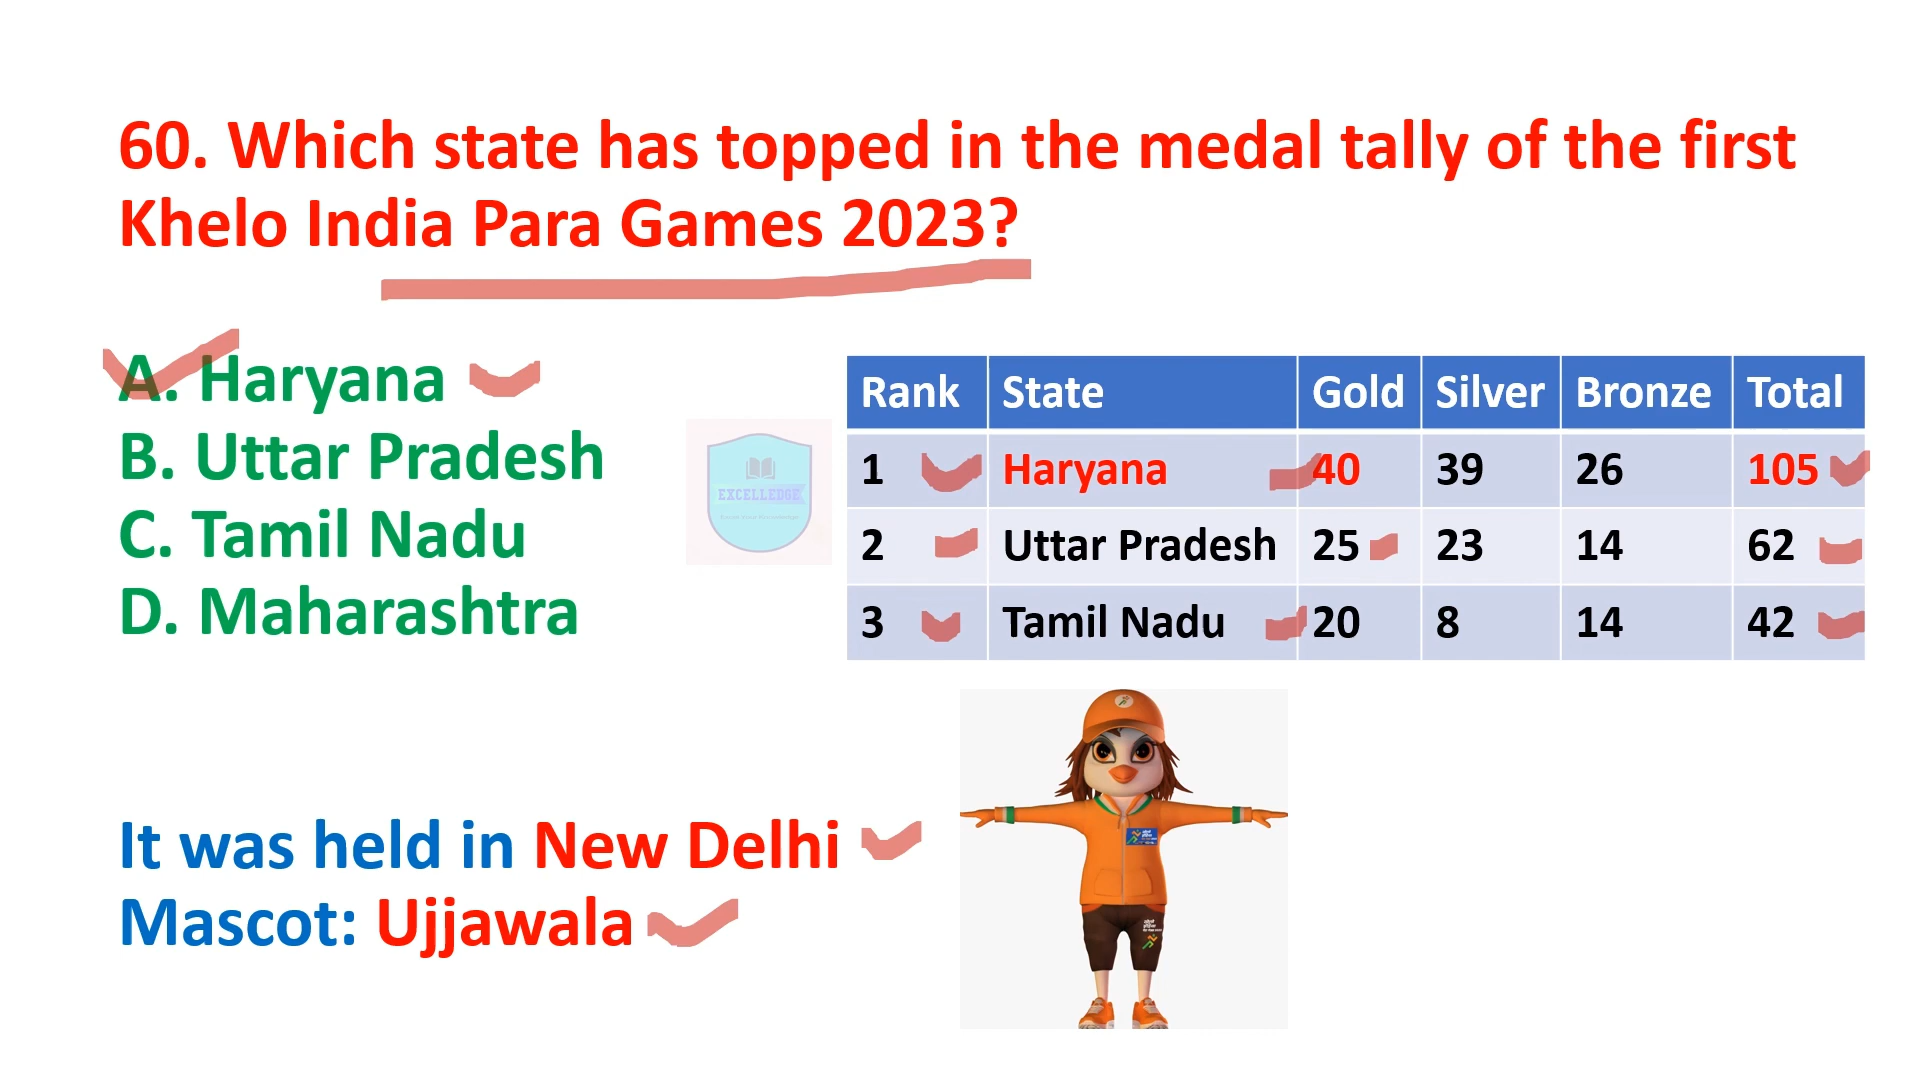 60. Which state has topped in the medal tally of the first
Khelo India Para Games 2023?
A. Haryana
B. Uttar Pradesh
C. Tamil Nadu
D. Maharashtra
EXCELLEDGE
Rank State Gold Silver Bronze Total
1 Haryana 40 39 26 105
2 Uttar Pradesh 25 23 14 62
3 Tamil Nadu 20 8 14 42
It was held in New Delhi
Mascot: Ujjawala